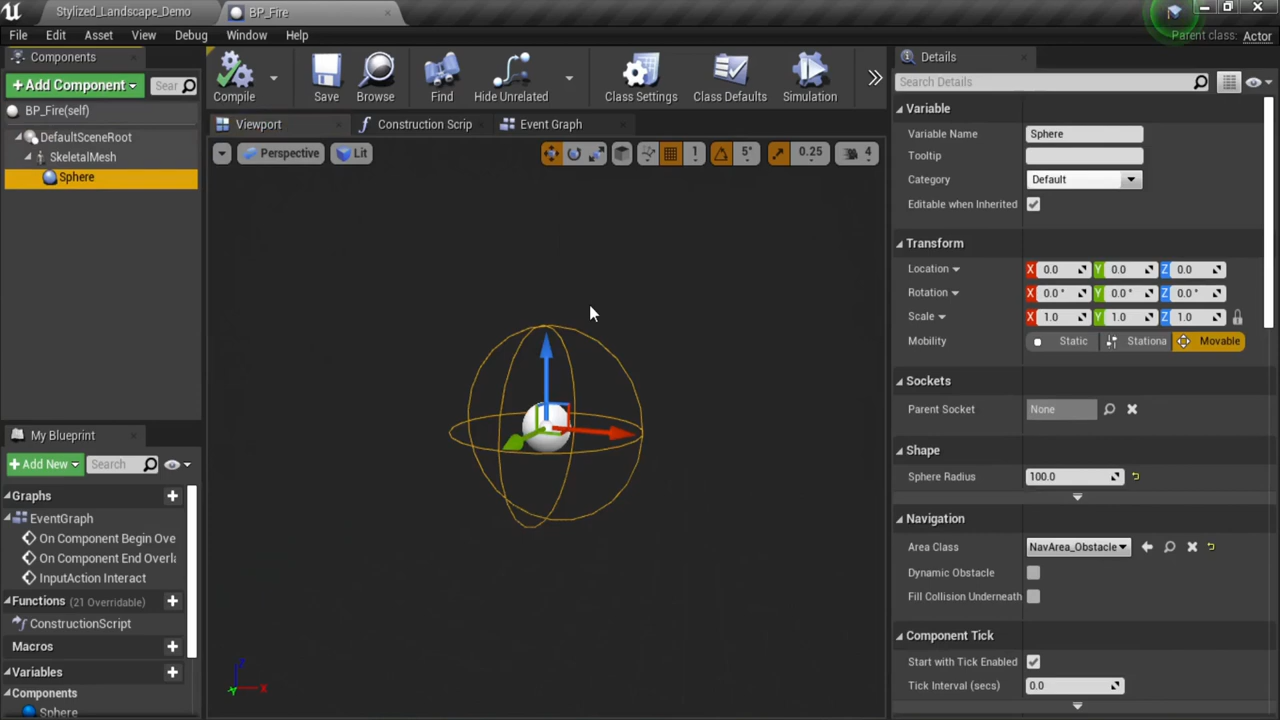 Stylized_Landscape_Demo
BP_Fire
Parent class: Actor
File Edit Asset View Debug Window Help
Components
+Add Component
Sear
BP_Fire(self)
DefaultSceneRoot
SkeletalMesh
Sphere
Compile
Save
Browse
Find
Hide Unrelated
Class Settings
Class Defaults
Simulation
Viewport
Construction Scrip
Event Graph
Perspective
Lit
1
5°
0.25
4
My Blueprint
+Add New
Search
Graphs
EventGraph
On Component Begin Ove
On Component End Overla
InputAction Interact
Functions (21 Overridable)
ConstructionScript
Macros
Variables
Components
Sphere
Details
Search Details
Variable
Variable Name Sphere
Tooltip
Category Default
Editable when Inherited
Transform
Location X 0.0 Y 0.0 Z 0.0
Rotation X 0.0° Y 0.0° Z 0.0°
Scale X 1.0 Y 1.0 Z 1.0
Mobility Static Stationa Movable
Sockets
Parent Socket None
Shape
Sphere Radius 100.0
Navigation
Area Class NavArea_Obstacle
Dynamic Obstacle
Fill Collision Underneath
Component Tick
Start with Tick Enabled
Tick Interval (secs) 0.0
Z
Y X